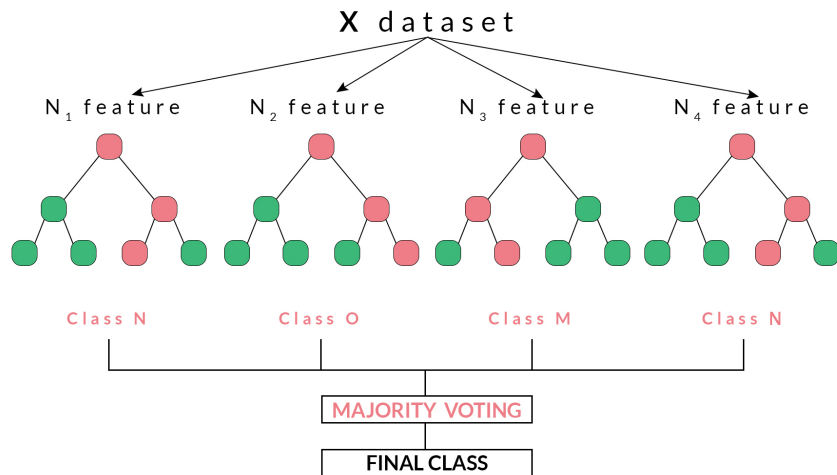 X dataset
N1 feature
N2 feature
N3 feature
N4 feature
Class N
Class O
Class M
Class N
MAJORITY VOTING
FINAL CLASS